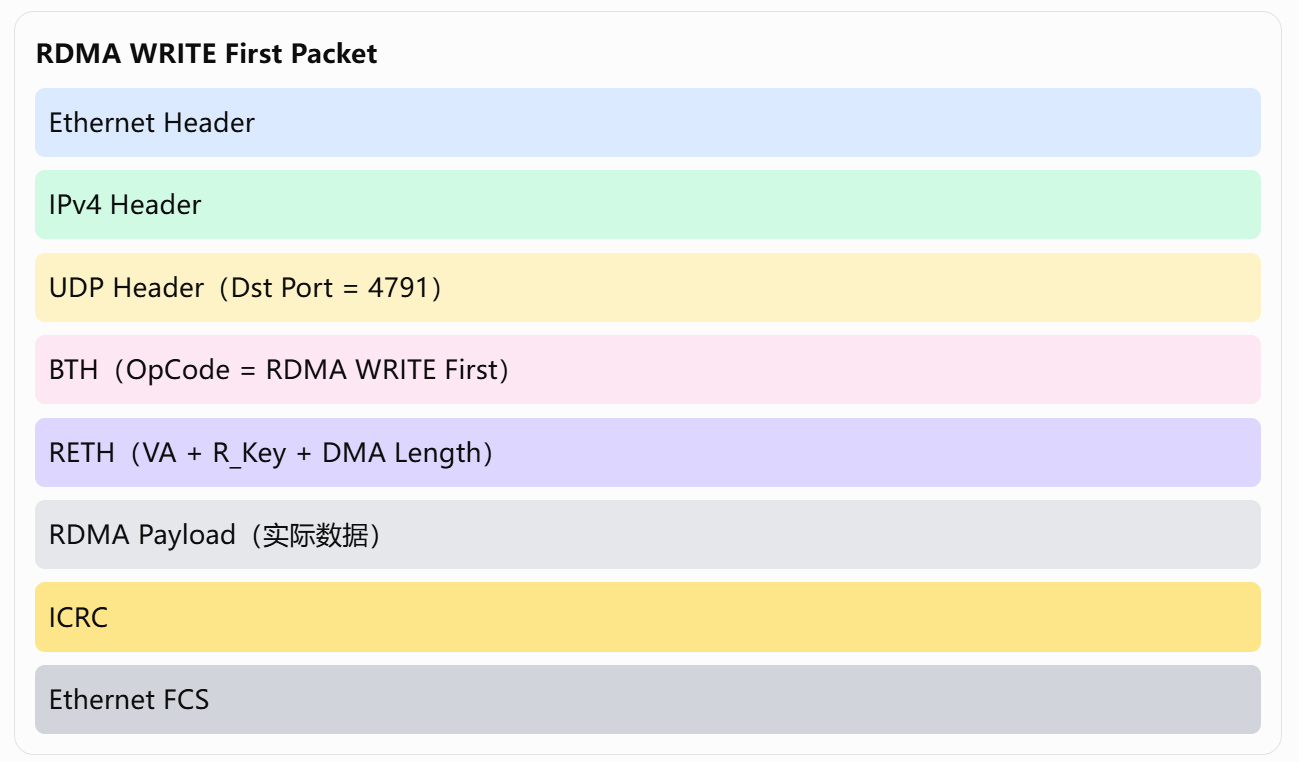 RDMA WRITE First Packet
Ethernet Header
IPv4 Header
UDP Header（Dst Port = 4791）
BTH（OpCode = RDMA WRITE First）
RETH（VA + R_Key + DMA Length）
RDMA Payload（实际数据）
ICRC
Ethernet FCS